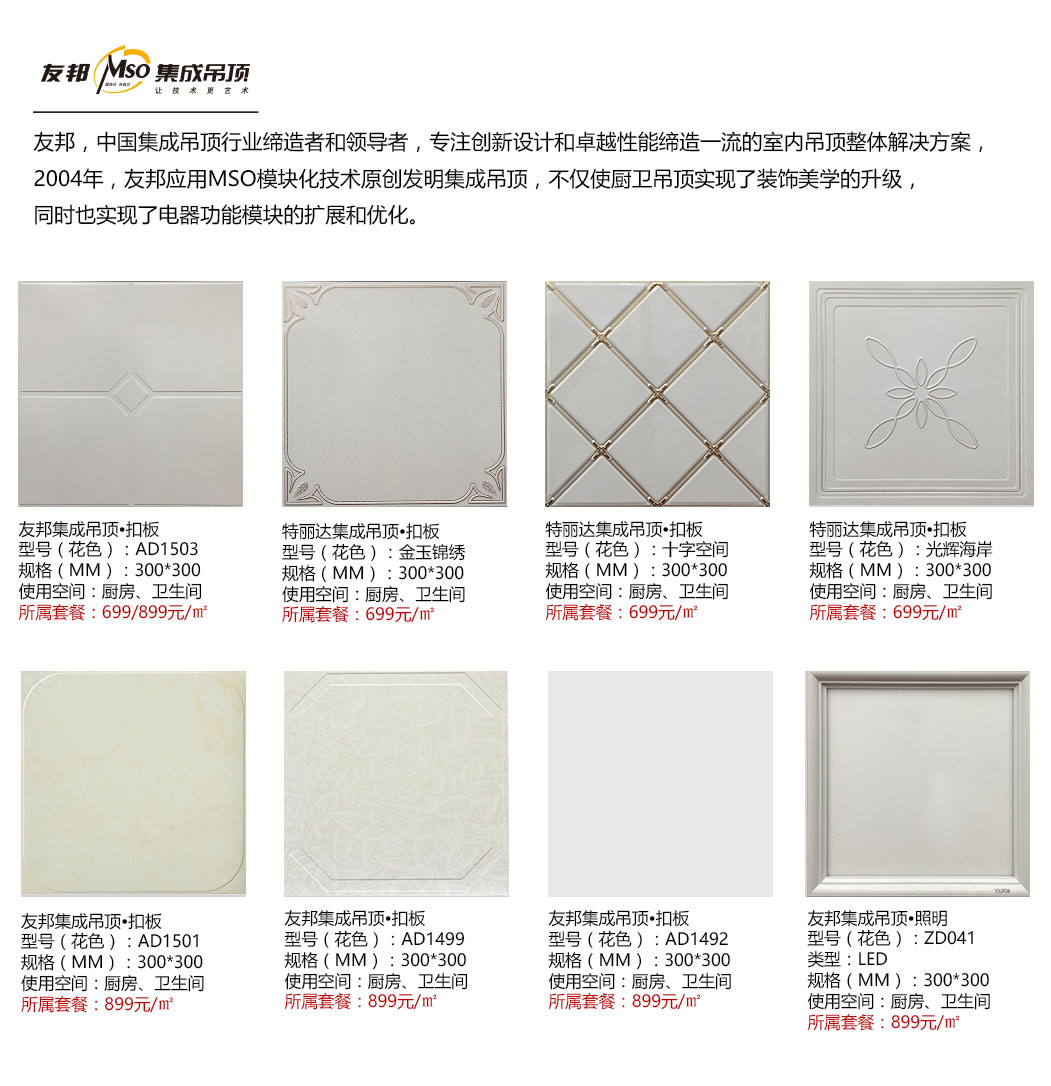 友邦 MSO 集成吊顶
让技术更艺术
友邦，中国集成吊顶行业缔造者和领导者，专注创新设计和卓越性能缔造一流的室内吊顶整体解决方案，
2004年，友邦应用MSO模块化技术原创发明集成吊顶，不仅使厨卫吊顶实现了装饰美学的升级，
同时也实现了电器功能模块的扩展和优化。
友邦集成吊顶•扣板
型号（花色）：AD1503
规格（MM）：300*300
使用空间：厨房、卫生间
所属套餐：699/899元/㎡
特丽达集成吊顶•扣板
型号（花色）：金玉锦绣
规格（MM）：300*300
使用空间：厨房、卫生间
所属套餐：699元/㎡
特丽达集成吊顶•扣板
型号（花色）：十字空间
规格（MM）：300*300
使用空间：厨房、卫生间
所属套餐：699元/㎡
特丽达集成吊顶•扣板
型号（花色）：光辉海岸
规格（MM）：300*300
使用空间：厨房、卫生间
所属套餐：699元/㎡
友邦集成吊顶•扣板
型号（花色）：AD1501
规格（MM）：300*300
使用空间：厨房、卫生间
所属套餐：899元/㎡
友邦集成吊顶•扣板
型号（花色）：AD1499
规格（MM）：300*300
使用空间：厨房、卫生间
所属套餐：899元/㎡
友邦集成吊顶•扣板
型号（花色）：AD1492
规格（MM）：300*300
使用空间：厨房、卫生间
所属套餐：899元/㎡
YOUPON
友邦集成吊顶•照明
型号（花色）：ZD041
类型：LED
规格（MM）：300*300
使用空间：厨房、卫生间
所属套餐：899元/㎡